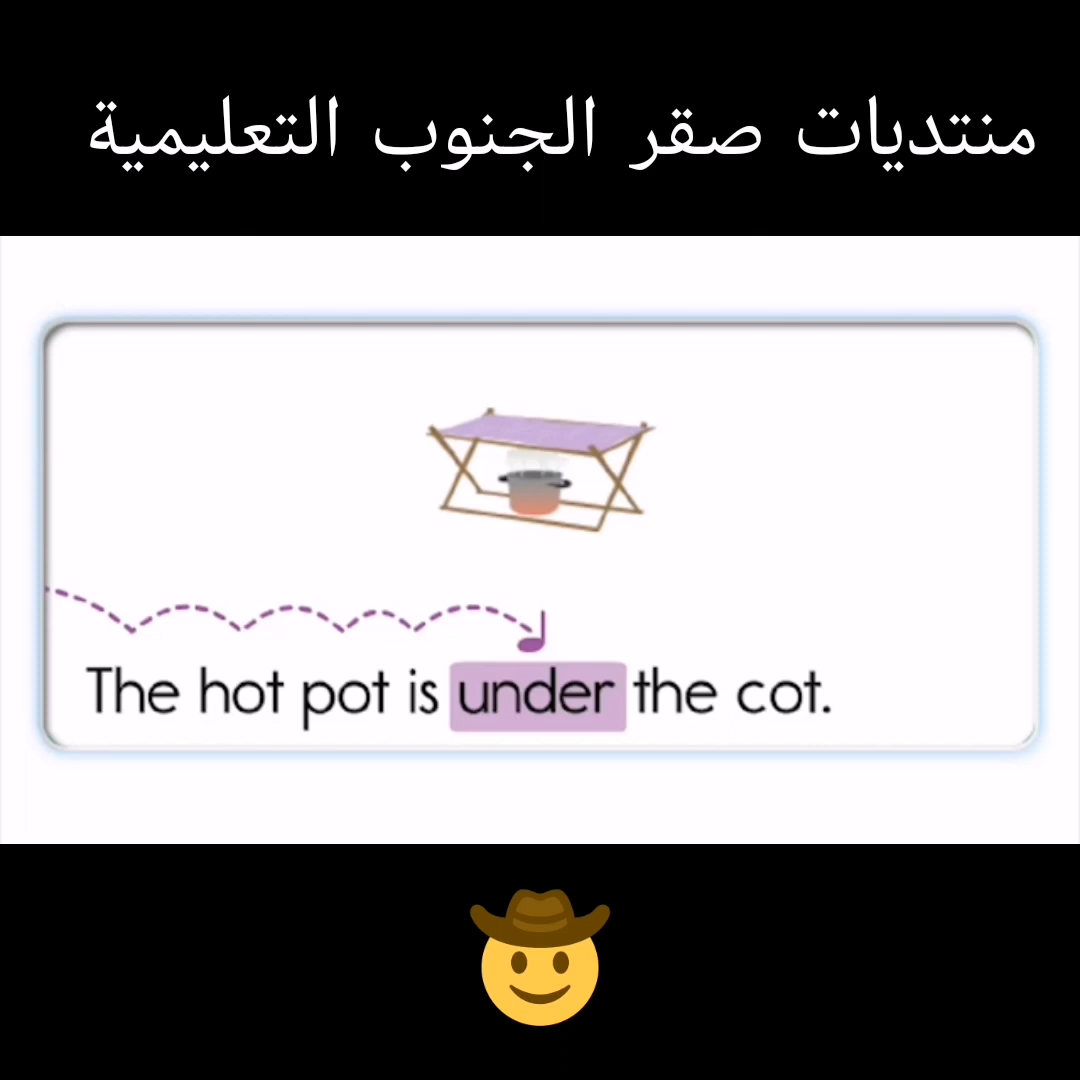 منتديات صقر الجنوب التعليمية
The hot pot is under the cot.